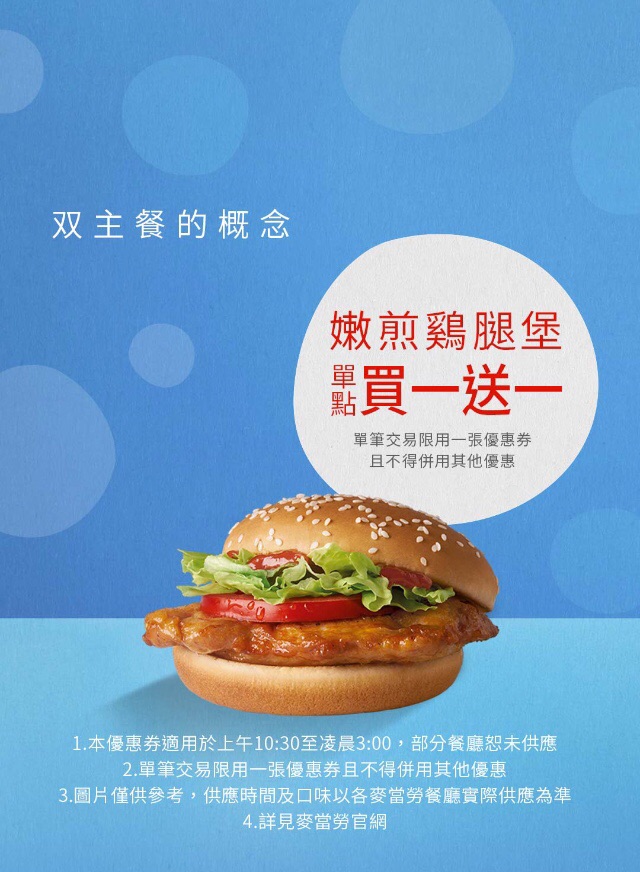 双主餐的概念
嫩煎鷄腿堡
單點買一送一
單筆交易限用一張優惠券
且不得併用其他優惠
1.本優惠券適用於上午10:30至凌晨3:00，部分餐廳恕未供應
2.單筆交易限用一張優惠券且不得併用其他優惠
3.圖片僅供參考，供應時間及口味以各麥當勞餐廳實際供應為準
4.詳見麥當勞官網